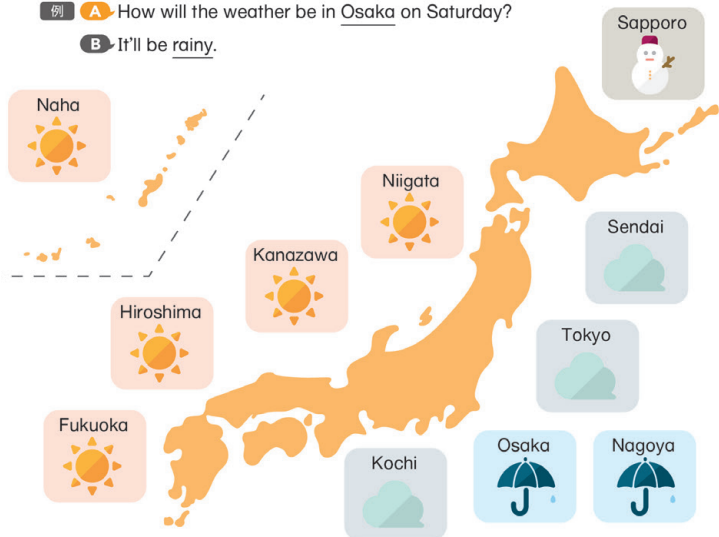 例 A How will the weather be in Osaka on Saturday?
B It'll be rainy.
Sapporo
Naha
Niigata
Sendai
Kanazawa
Hiroshima
Tokyo
Fukuoka
Kochi
Osaka
Nagoya